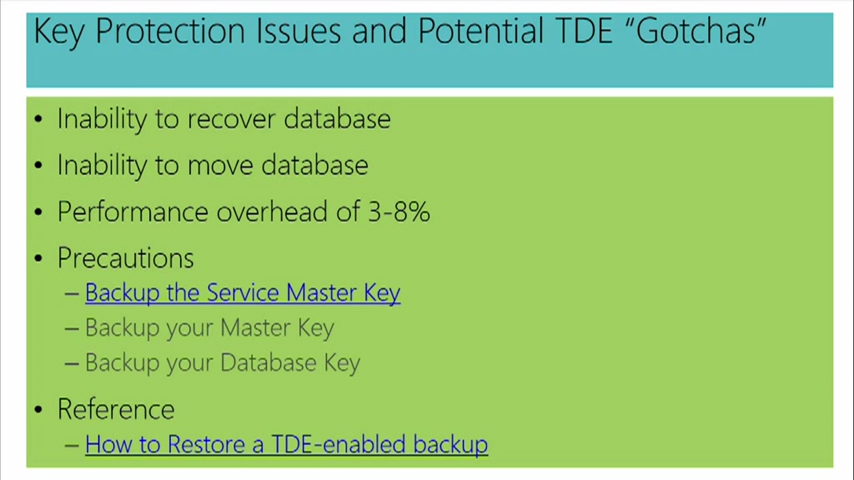 Key Protection Issues and Potential TDE “Gotchas”
• Inability to recover database
• Inability to move database
• Performance overhead of 3-8%
• Precautions
– Backup the Service Master Key
– Backup your Master Key
– Backup your Database Key
• Reference
– How to Restore a TDE-enabled backup